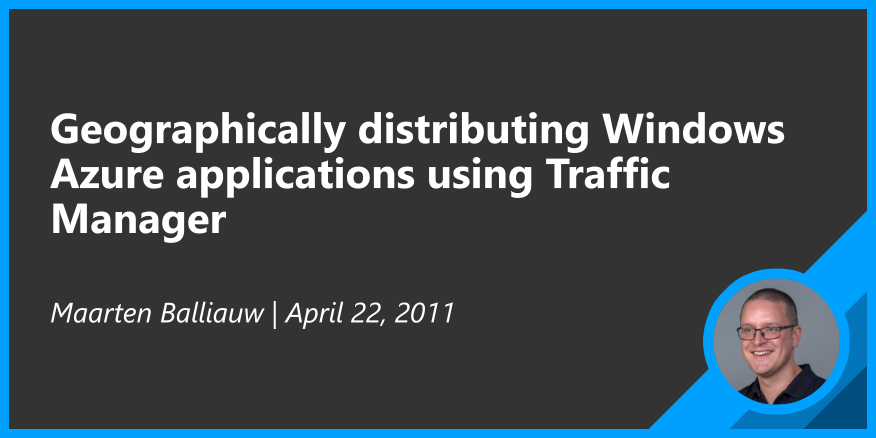 Geographically distributing Windows
Azure applications using Traffic
Manager
Maarten Balliauw | April 22, 2011